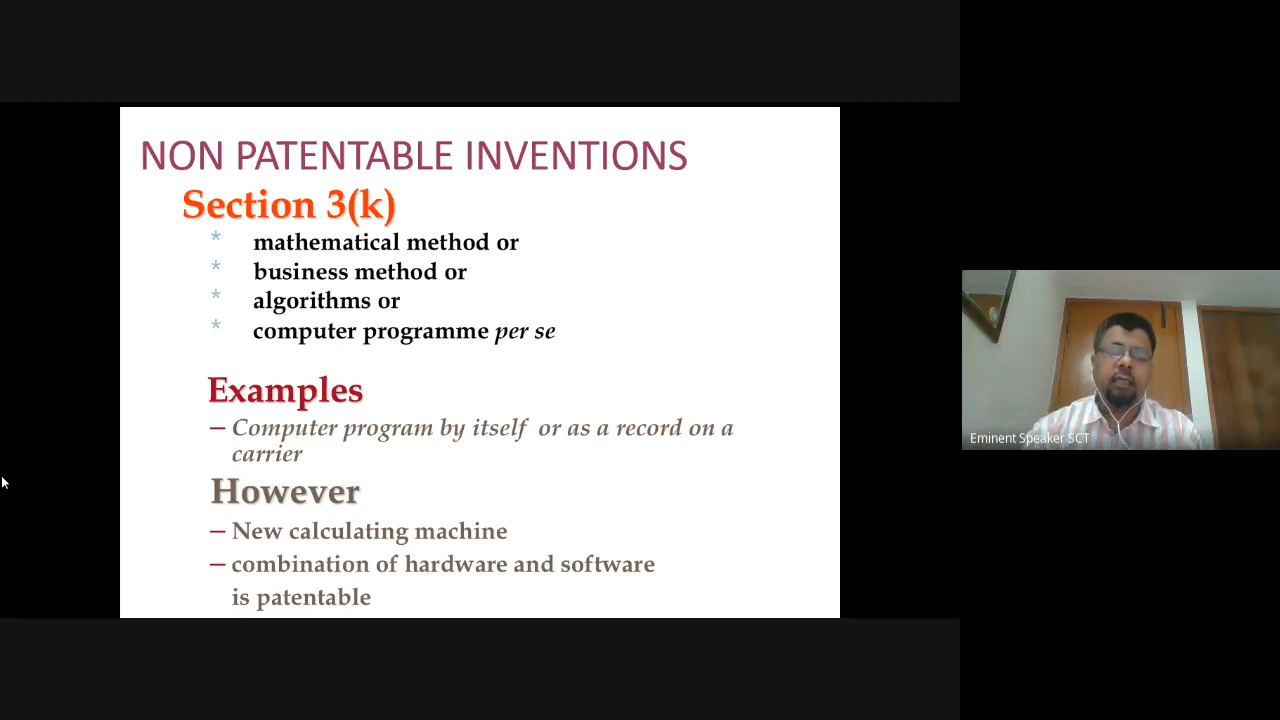 NON PATENTABLE INVENTIONS
Section 3(k)
* mathematical method or
* business method or
* algorithms or
* computer programme per se
Examples
– Computer program by itself or as a record on a
carrier
However
– New calculating machine
– combination of hardware and software
is patentable
Eminent Speaker SCT